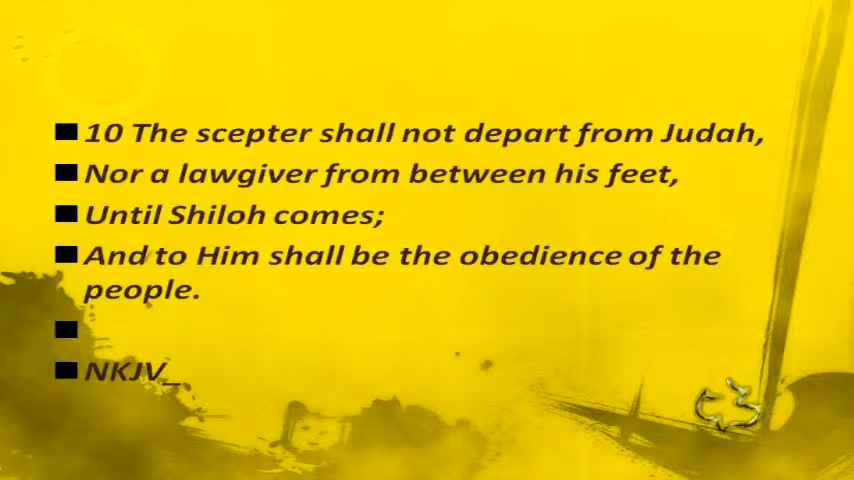 10 The scepter shall not depart from Judah,
Nor a lawgiver from between his feet,
Until Shiloh comes;
And to Him shall be the obedience of the
people.
NKJV_